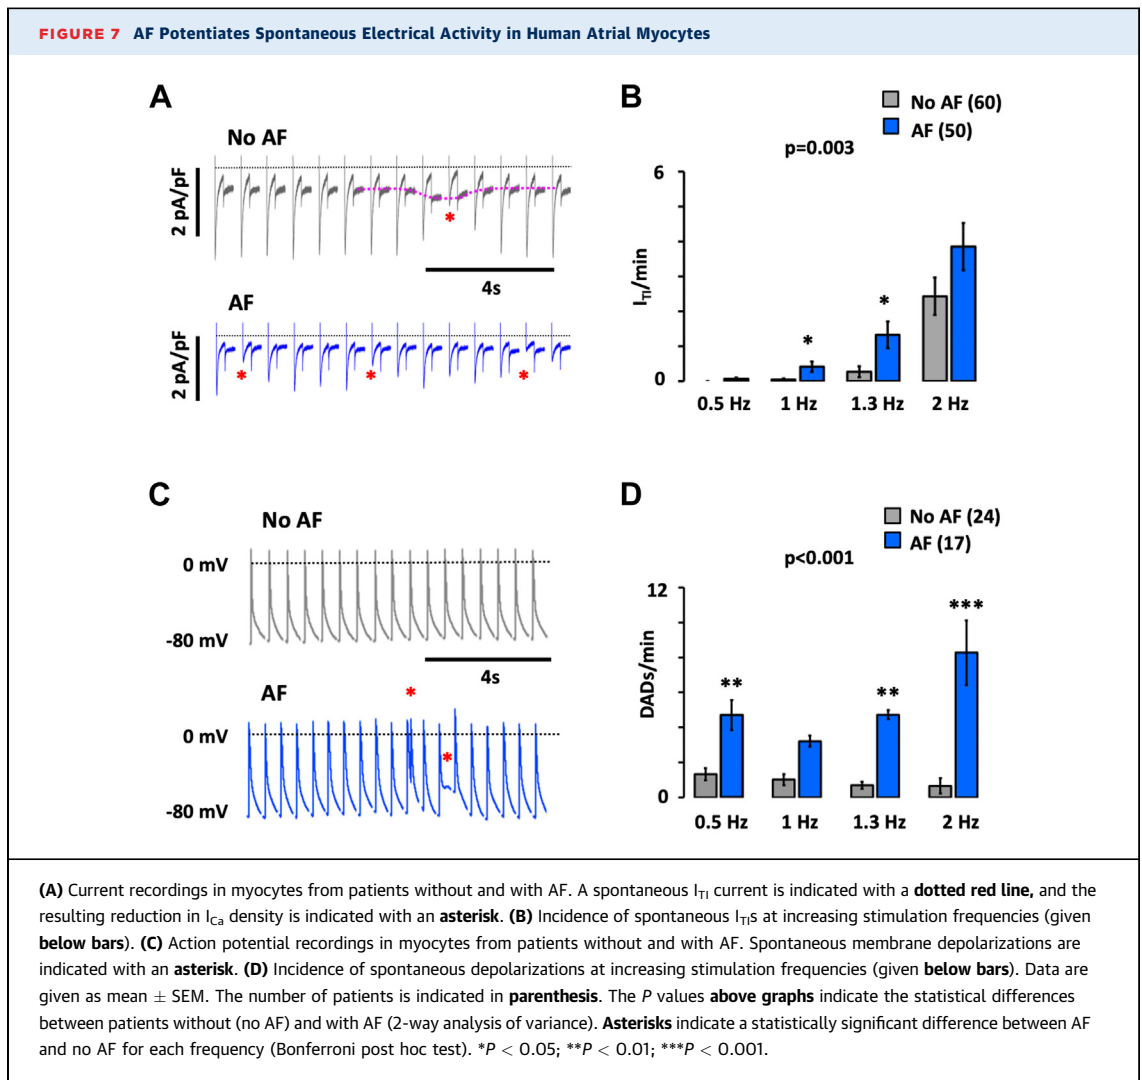 FIGURE 7 AF Potentiates Spontaneous Electrical Activity in Human Atrial Myocytes
A
No AF
2 pA/pF
*
4s
AF
2 pA/pF
* * *
B
No AF (60)
AF (50)
p=0.003
6
I_TI/min
0
*
*
0.5 Hz 1 Hz 1.3 Hz 2 Hz
C
No AF
0 mV
-80 mV
4s
AF
*
0 mV
*
-80 mV
D
No AF (24)
AF (17)
p<0.001
12
DADs/min
0
**
**
***
0.5 Hz 1 Hz 1.3 Hz 2 Hz
(A) Current recordings in myocytes from patients without and with AF. A spontaneous I_TI current is indicated with a dotted red line, and the
resulting reduction in I_Ca density is indicated with an asterisk. (B) Incidence of spontaneous I_TIs at increasing stimulation frequencies (given
below bars). (C) Action potential recordings in myocytes from patients without and with AF. Spontaneous membrane depolarizations are
indicated with an asterisk. (D) Incidence of spontaneous depolarizations at increasing stimulation frequencies (given below bars). Data are
given as mean ± SEM. The number of patients is indicated in parenthesis. The P values above graphs indicate the statistical differences
between patients without (no AF) and with AF (2-way analysis of variance). Asterisks indicate a statistically significant difference between AF
and no AF for each frequency (Bonferroni post hoc test). *P < 0.05; **P < 0.01; ***P < 0.001.